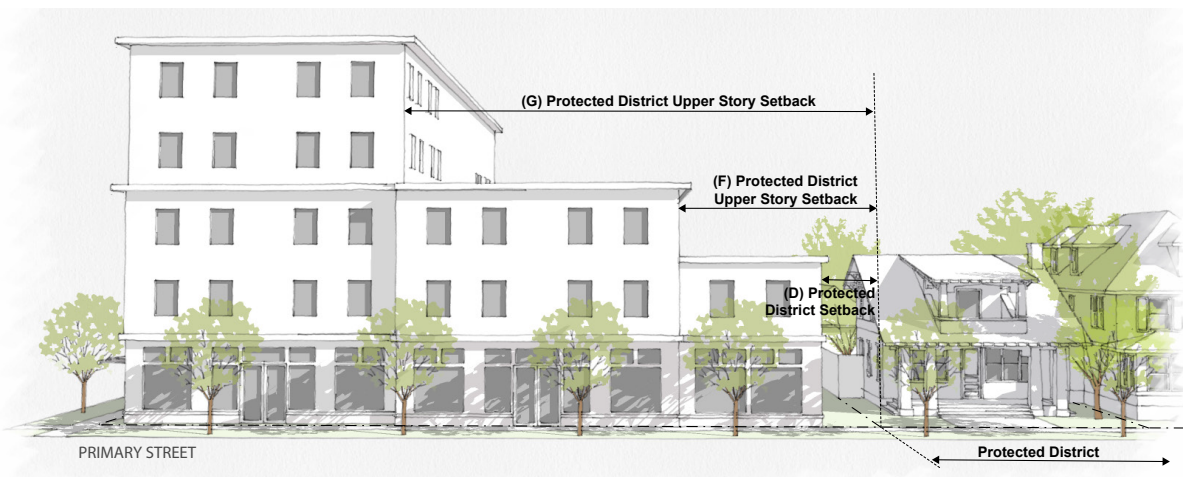 (G) Protected District Upper Story Setback
(F) Protected District
Upper Story Setback
(D) Protected
District Setback
PRIMARY STREET
Protected District